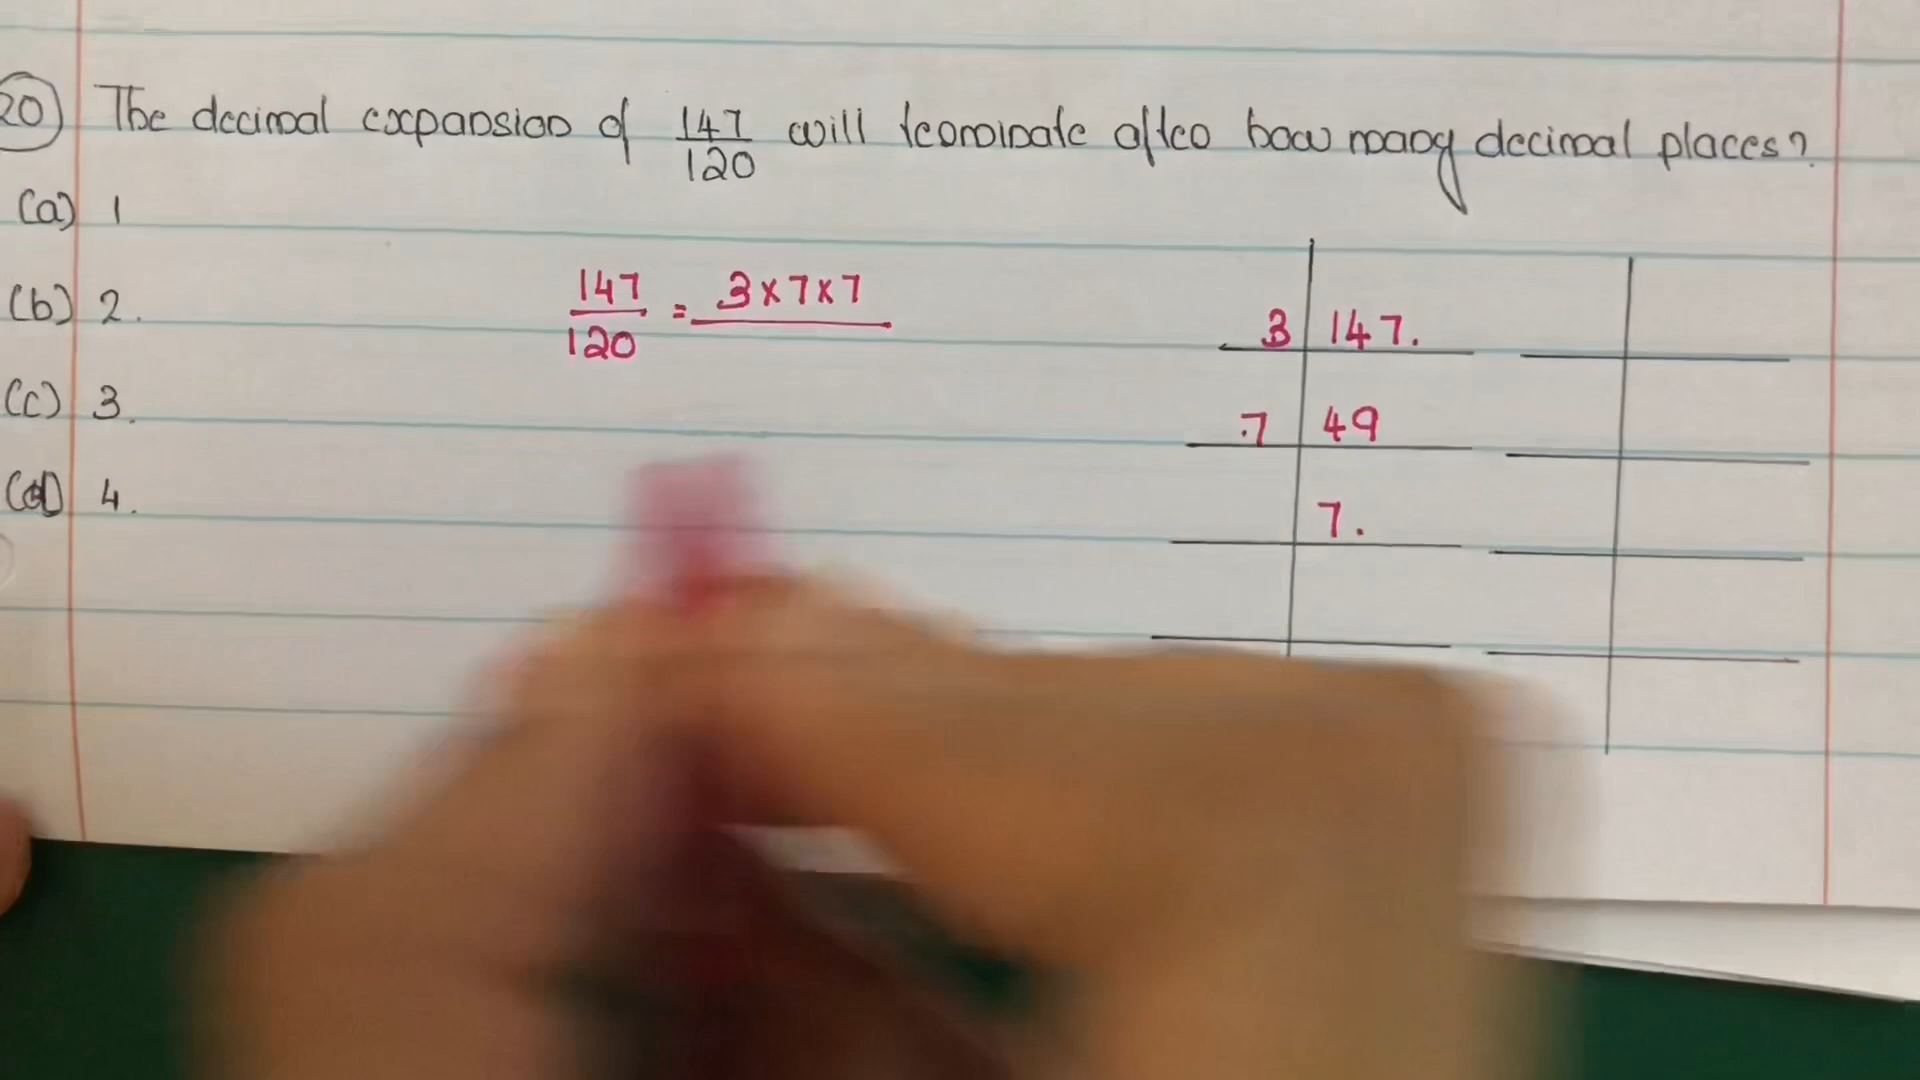 20) The decimal expansion of 147/120 will terminate after how many decimal places?
(a) 1
(b) 2.
(c) 3.
(d) 4.
147/120 = 3×7×7
3 | 147.
7 | 49
7.